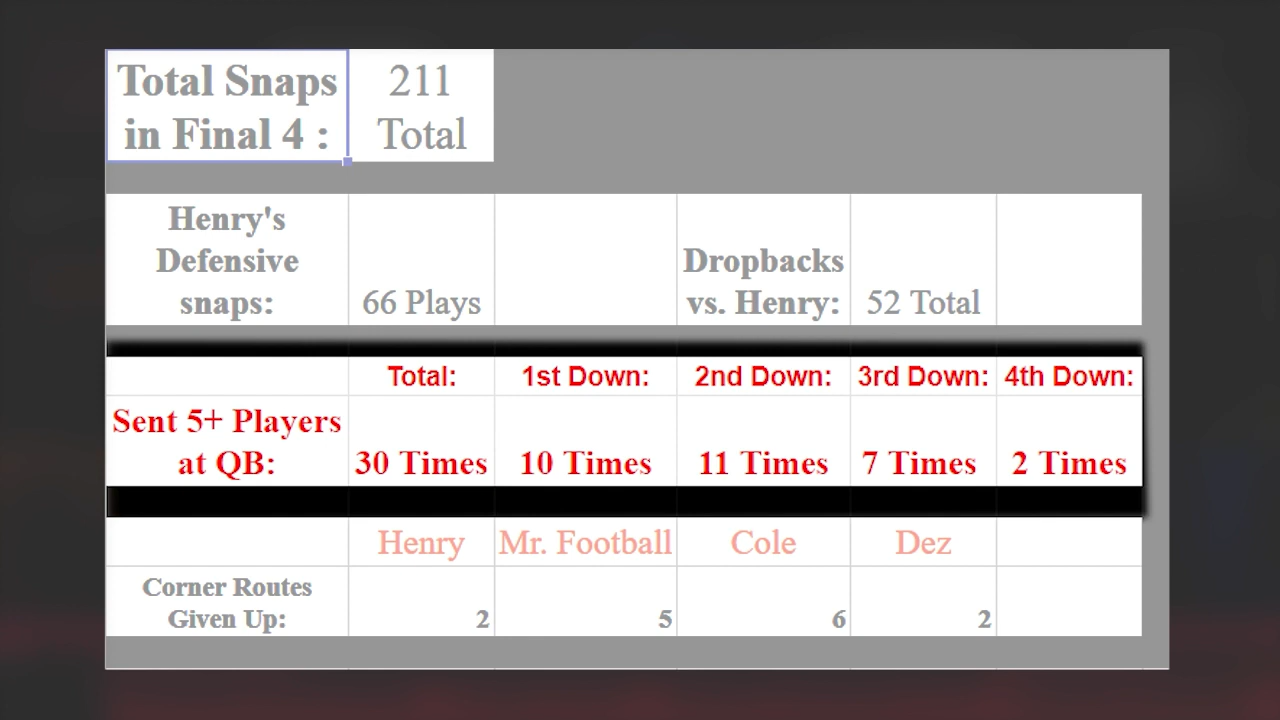 Total Snaps 211
in Final 4 : Total
Henry's
Defensive Dropbacks
snaps: 66 Plays vs. Henry: 52 Total
Total: 1st Down: 2nd Down: 3rd Down: 4th Down:
Sent 5+ Players
at QB: 30 Times 10 Times 11 Times 7 Times 2 Times
Henry Mr. Football Cole Dez
Corner Routes
Given Up: 2 5 6 2